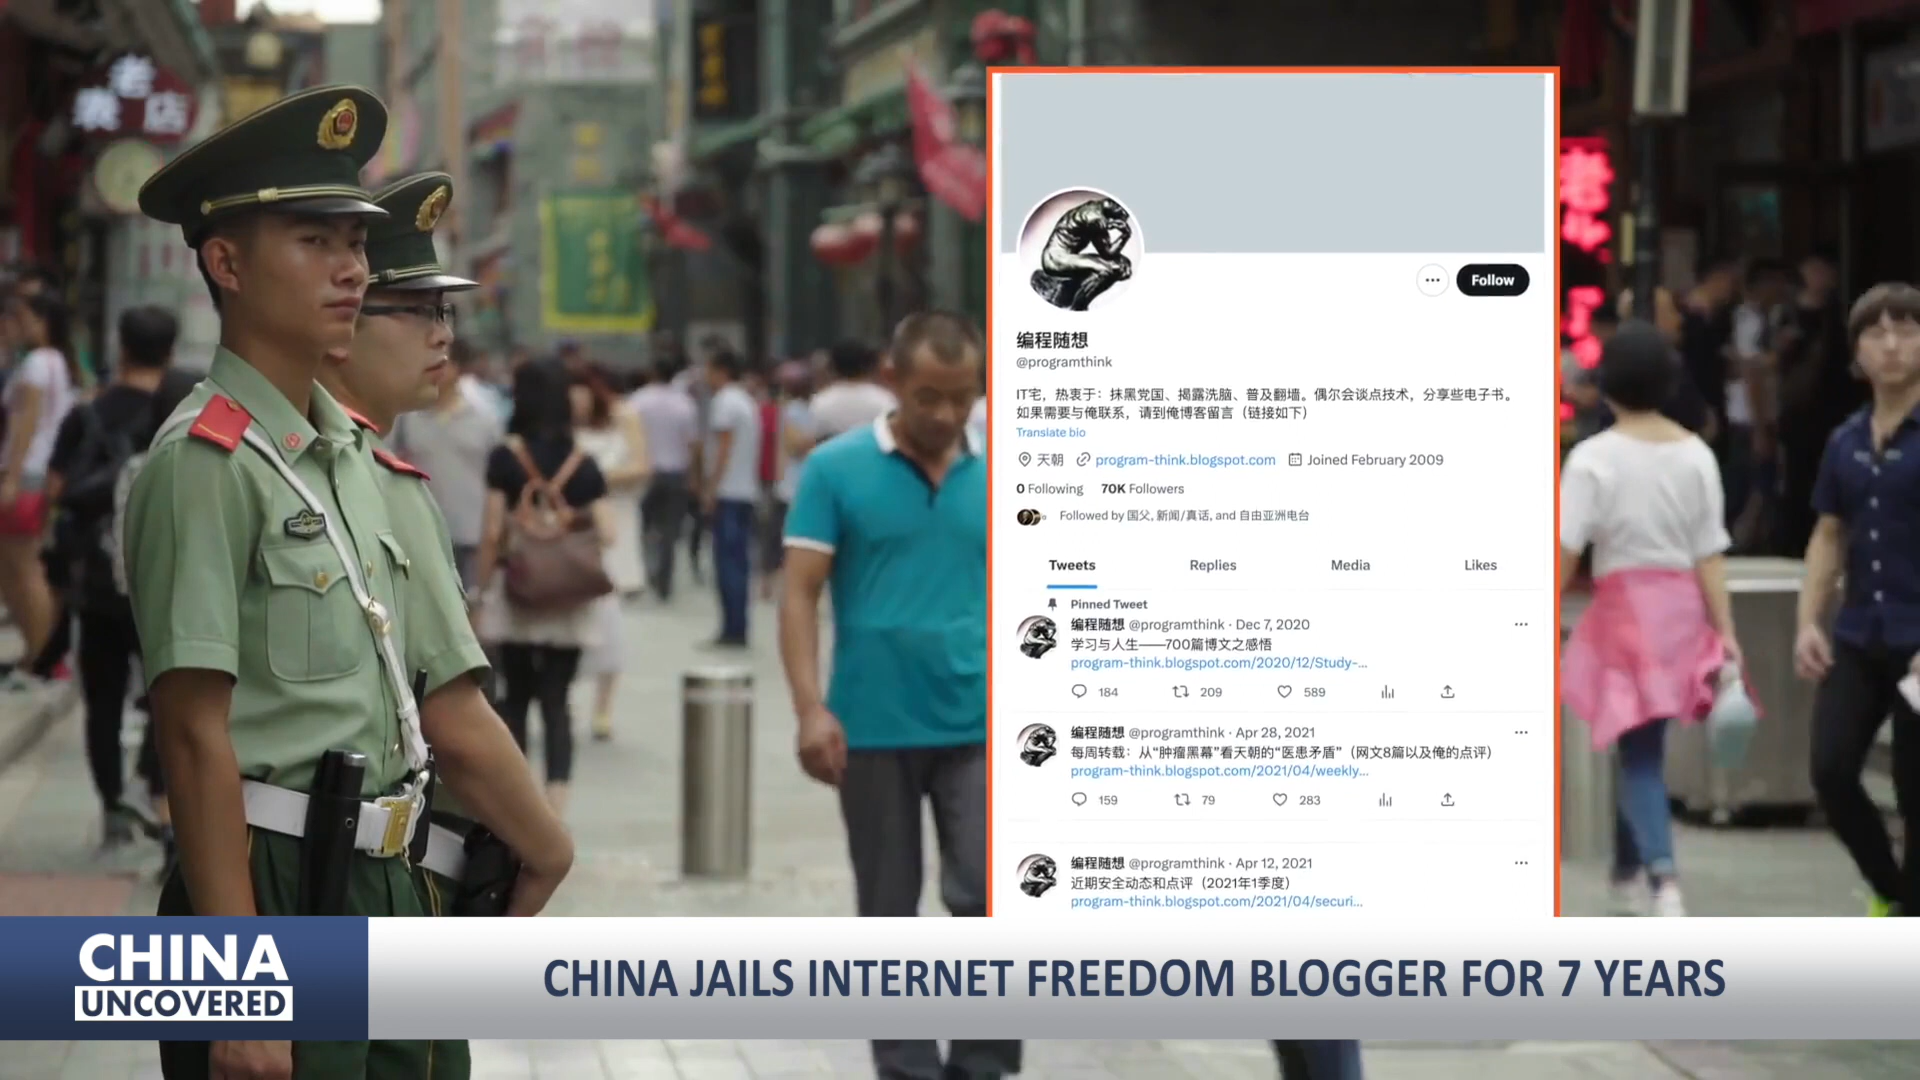 老
裱 店
Follow
编程随想
@programthink
IT宅，热衷于：抹黑党国、揭露洗脑、普及翻墙。偶尔会谈点技术，分享些电子书。
如果需要与俺联系，请到俺博客留言（链接如下）
Translate bio
天朝 program-think.blogspot.com Joined February 2009
0 Following 70K Followers
Followed by 国父, 新闻/真话, and 自由亚洲电台
Tweets Replies Media Likes
Pinned Tweet
编程随想 @programthink · Dec 7, 2020
学习与人生——700篇博文之感悟
program-think.blogspot.com/2020/12/Study-...
184 209 589
编程随想 @programthink · Apr 28, 2021
每周转载：从“肿瘤黑幕”看天朝的“医患矛盾”（网文8篇以及俺的点评）
program-think.blogspot.com/2021/04/weekly...
159 79 283
编程随想 @programthink · Apr 12, 2021
近期安全动态和点评（2021年1季度）
program-think.blogspot.com/2021/04/securi...
CHINA
UNCOVERED
CHINA JAILS INTERNET FREEDOM BLOGGER FOR 7 YEARS